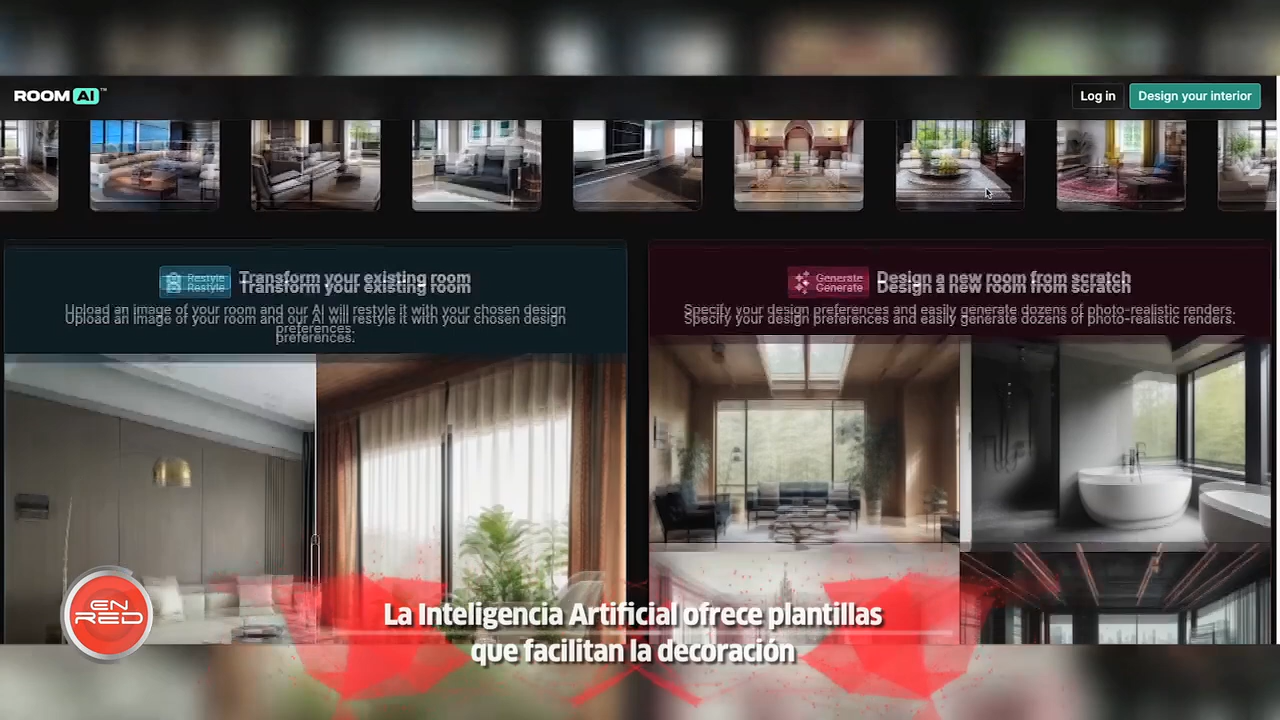 ROOM AI™
Log in
Design your interior
Restyle
Transform your existing room
Upload an image of your room and our AI will restyle it with your chosen design
preferences.
Generate
Design a new room from scratch
Specify your design preferences and easily generate dozens of photo-realistic renders.
EN
RED
La Inteligencia Artificial ofrece plantillas
que facilitan la decoración